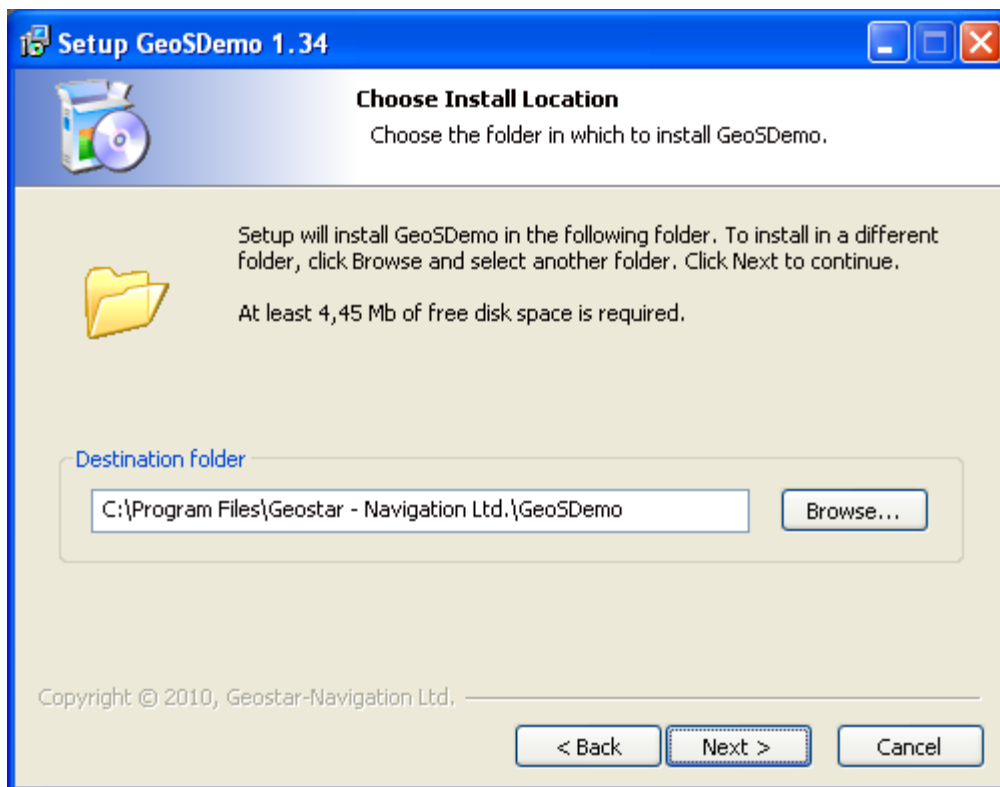 Setup GeoSDemo 1.34
Choose Install Location
Choose the folder in which to install GeoSDemo.
Setup will install GeoSDemo in the following folder. To install in a different
folder, click Browse and select another folder. Click Next to continue.
At least 4,45 Mb of free disk space is required.
Destination folder
C:\Program Files\Geostar - Navigation Ltd.\GeoSDemo
Browse...
Copyright © 2010, Geostar-Navigation Ltd.
< Back
Next >
Cancel